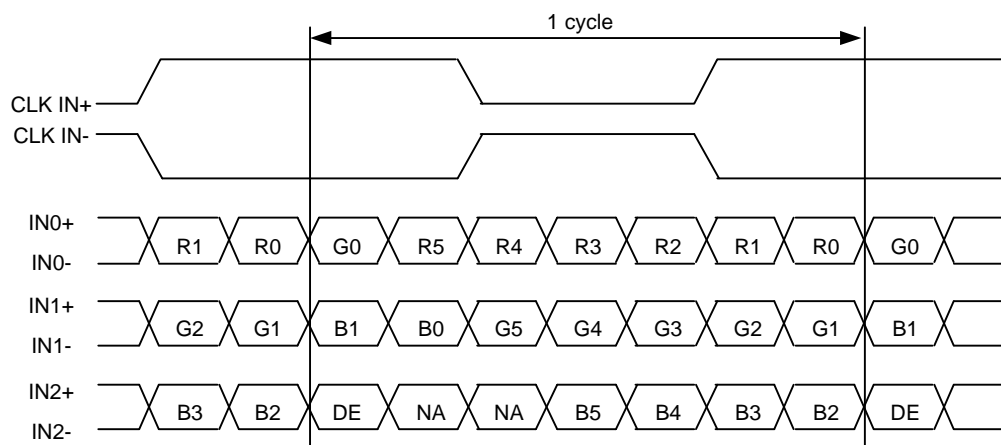 1 cycle
CLK IN+
CLK IN-
IN0+
R1 R0 G0 R5 R4 R3 R2 R1 R0 G0
IN0-
IN1+
G2 G1 B1 B0 G5 G4 G3 G2 G1 B1
IN1-
IN2+
B3 B2 DE NA NA B5 B4 B3 B2 DE
IN2-